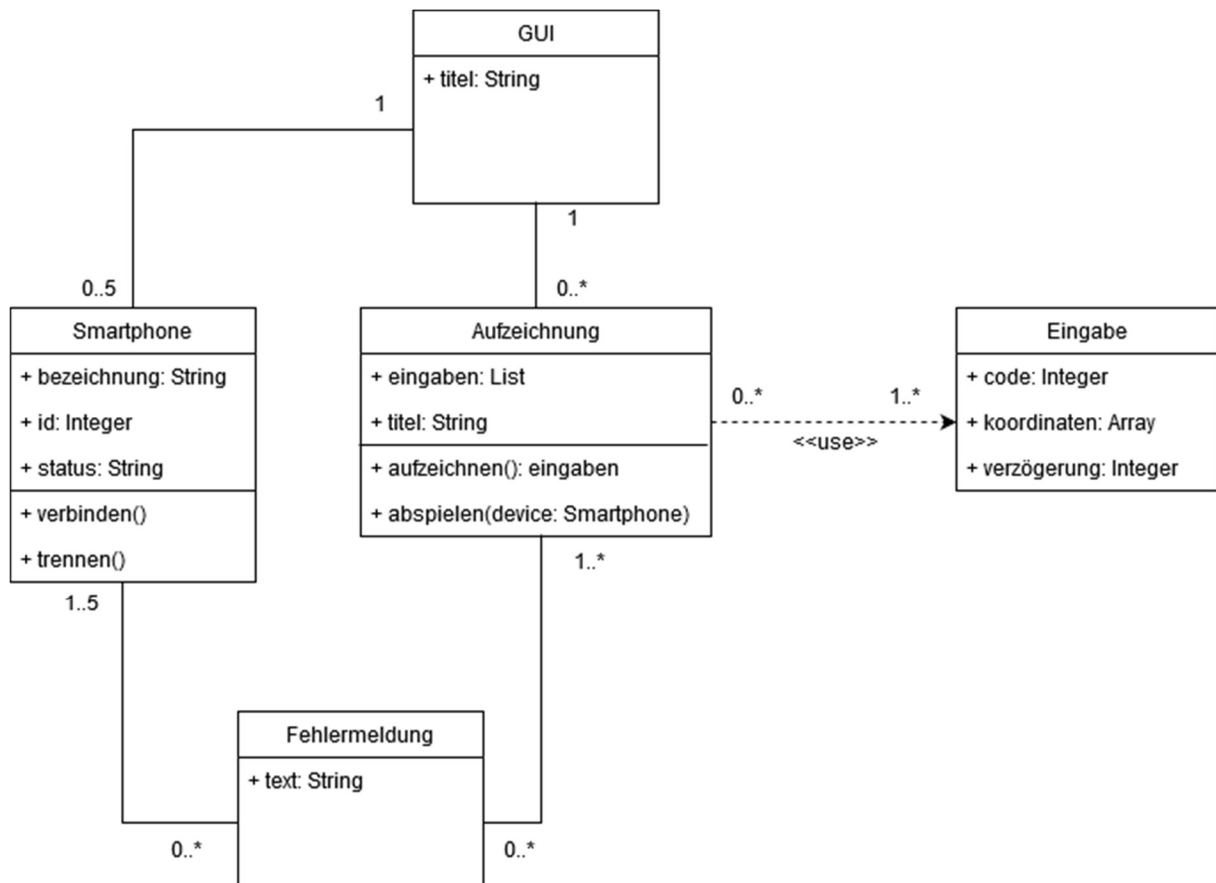 GUI
+ titel: String
1
1
0..5
0..*
Smartphone
+ bezeichnung: String
+ id: Integer
+ status: String
+ verbinden()
+ trennen()
1..5
Aufzeichnung
+ eingaben: List
+ titel: String
+ aufzeichnen(): eingaben
+ abspielen(device: Smartphone)
1..*
0..*
1..*
<<use>>
Eingabe
+ code: Integer
+ koordinaten: Array
+ verzögerung: Integer
Fehlermeldung
+ text: String
0..*
0..*